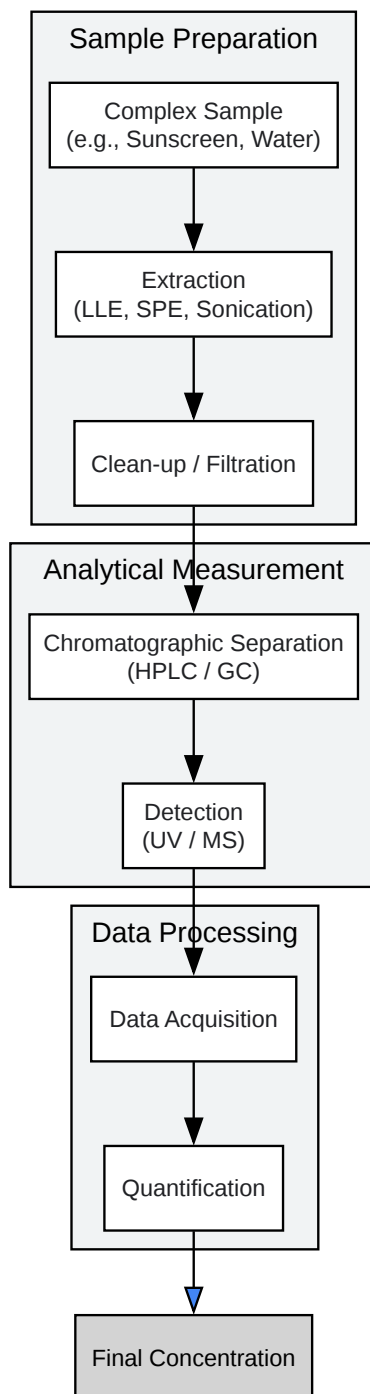 Sample Preparation
Complex Sample
(e.g., Sunscreen, Water)
Extraction
(LLE, SPE, Sonication)
Clean-up / Filtration
Analytical Measurement
Chromatographic Separation
(HPLC / GC)
Detection
(UV / MS)
Data Processing
Data Acquisition
Quantification
Final Concentration